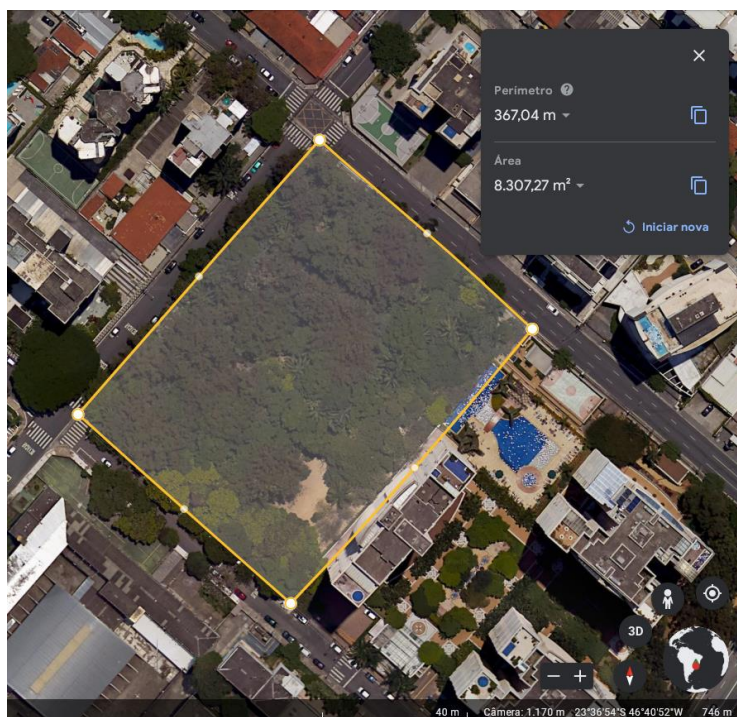 Perímetro
367,04 m
Área
8.307,27 m²
Iniciar nova
3D
40 m
Câmera: 1.170 m
23°36'54"S 46°40'52"W
746 m